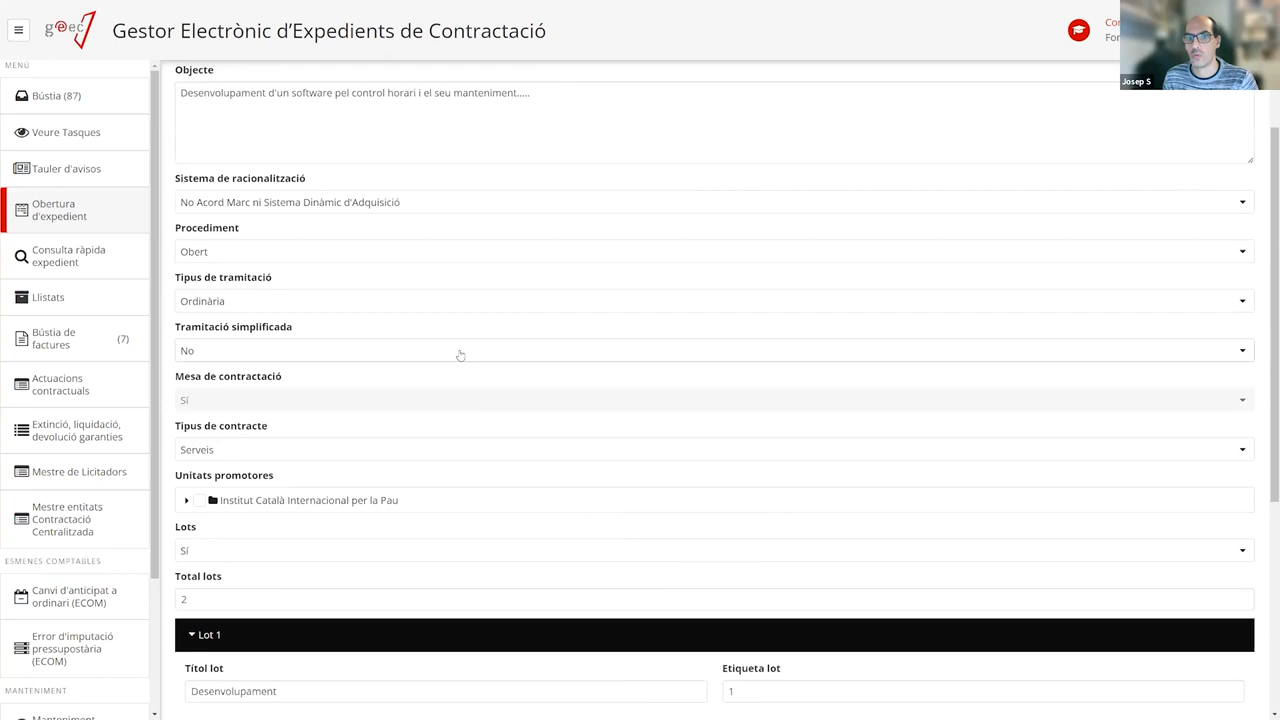 geec
Gestor Electrònic d'Expedients de Contractació
Josep S
MENÚ
Bústia (87)
Veure Tasques
Tauler d'avisos
Obertura
d'expedient
Consulta ràpida
expedient
Llistats
Bústia de
factures
(7)
Actuacions
contractuals
Extinció, liquidació,
devolució garanties
Mestre de Licitadors
Mestre entitats
Contractació
Centralitzada
ESMENES COMPTABLES
Canvi d'anticipat a
ordinari (ECOM)
Error d'imputació
pressupostària
(ECOM)
MANTENIMENT
Manteniment
Objecte
Desenvolupament d'un software pel control horari i el seu manteniment.....
Sistema de racionalització
No Acord Marc ni Sistema Dinàmic d'Adquisició
Procediment
Obert
Tipus de tramitació
Ordinària
Tramitació simplificada
No
Mesa de contractació
Sí
Tipus de contracte
Serveis
Unitats promotores
Institut Català Internacional per la Pau
Lots
Sí
Total lots
2
Lot 1
Títol lot
Etiqueta lot
Desenvolupament
1